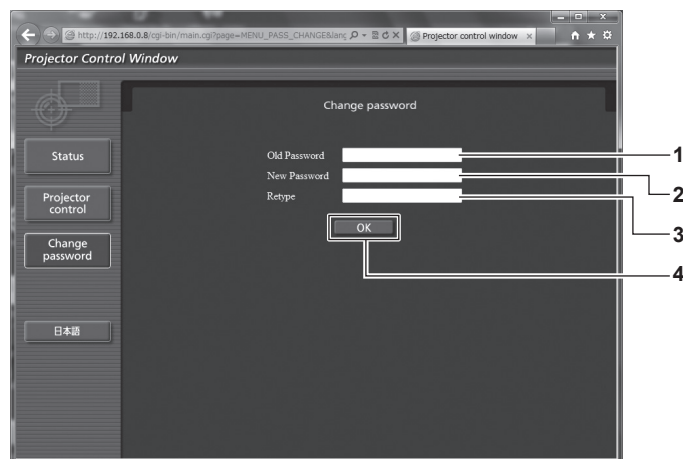 http://192.168.0.8/cgi-bin/main.cgi?page=MENU_PASS_CHANGE&lang
Projector control window
Projector Control Window
Change password
Status
Projector
control
Change
password
日本語
Old Password
New Password
Retype
OK
1
2
3
4